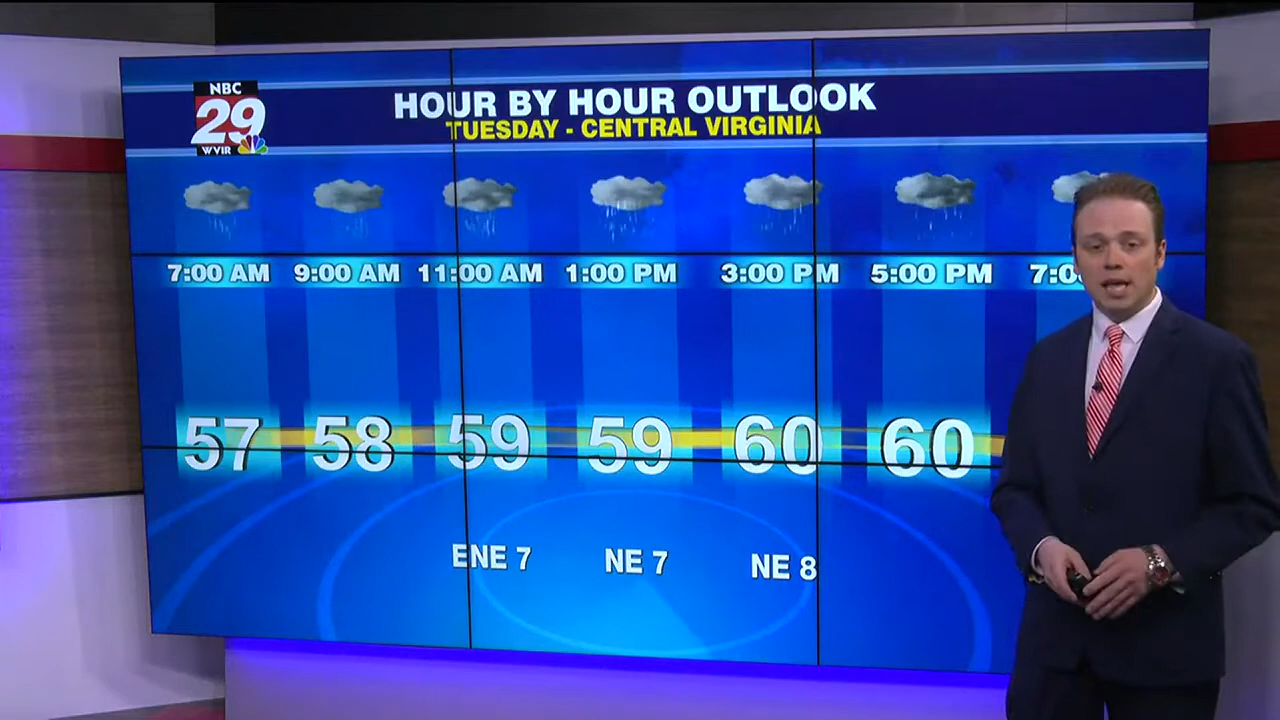 NBC
29
WVIR
HOUR BY HOUR OUTLOOK
TUESDAY - CENTRAL VIRGINIA
7:00 AM 9:00 AM 11:00 AM 1:00 PM 3:00 PM 5:00 PM
57 58 59 59 60 60
ENE 7 NE 7 NE 8